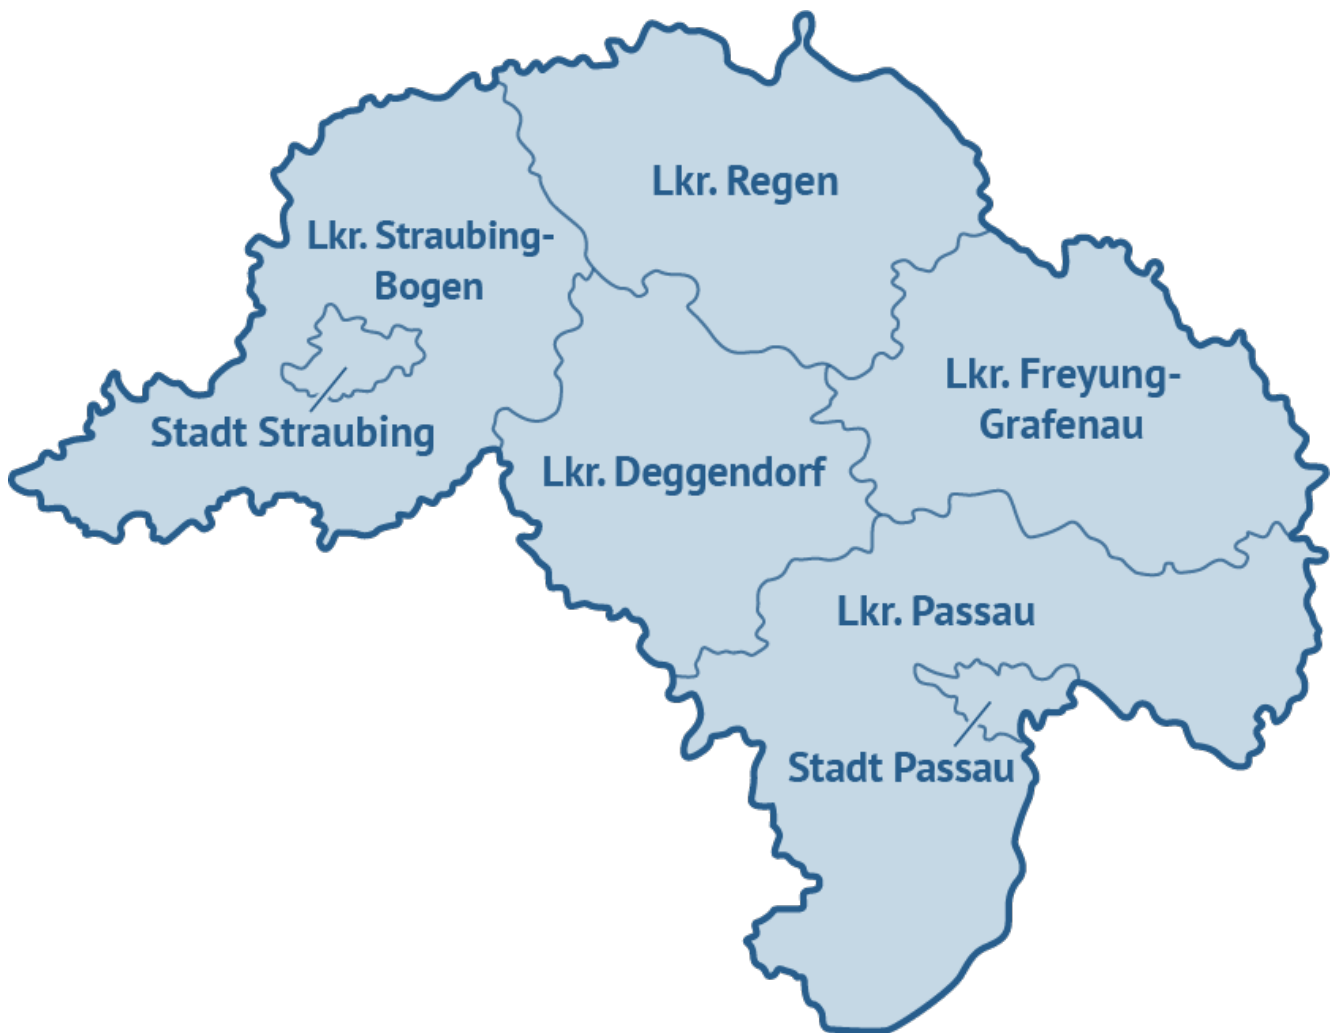 Lkr. Regen
Lkr. Straubing-
Bogen
Lkr. Freyung-
Grafenau
Stadt Straubing
Lkr. Deggendorf
Lkr. Passau
Stadt Passau